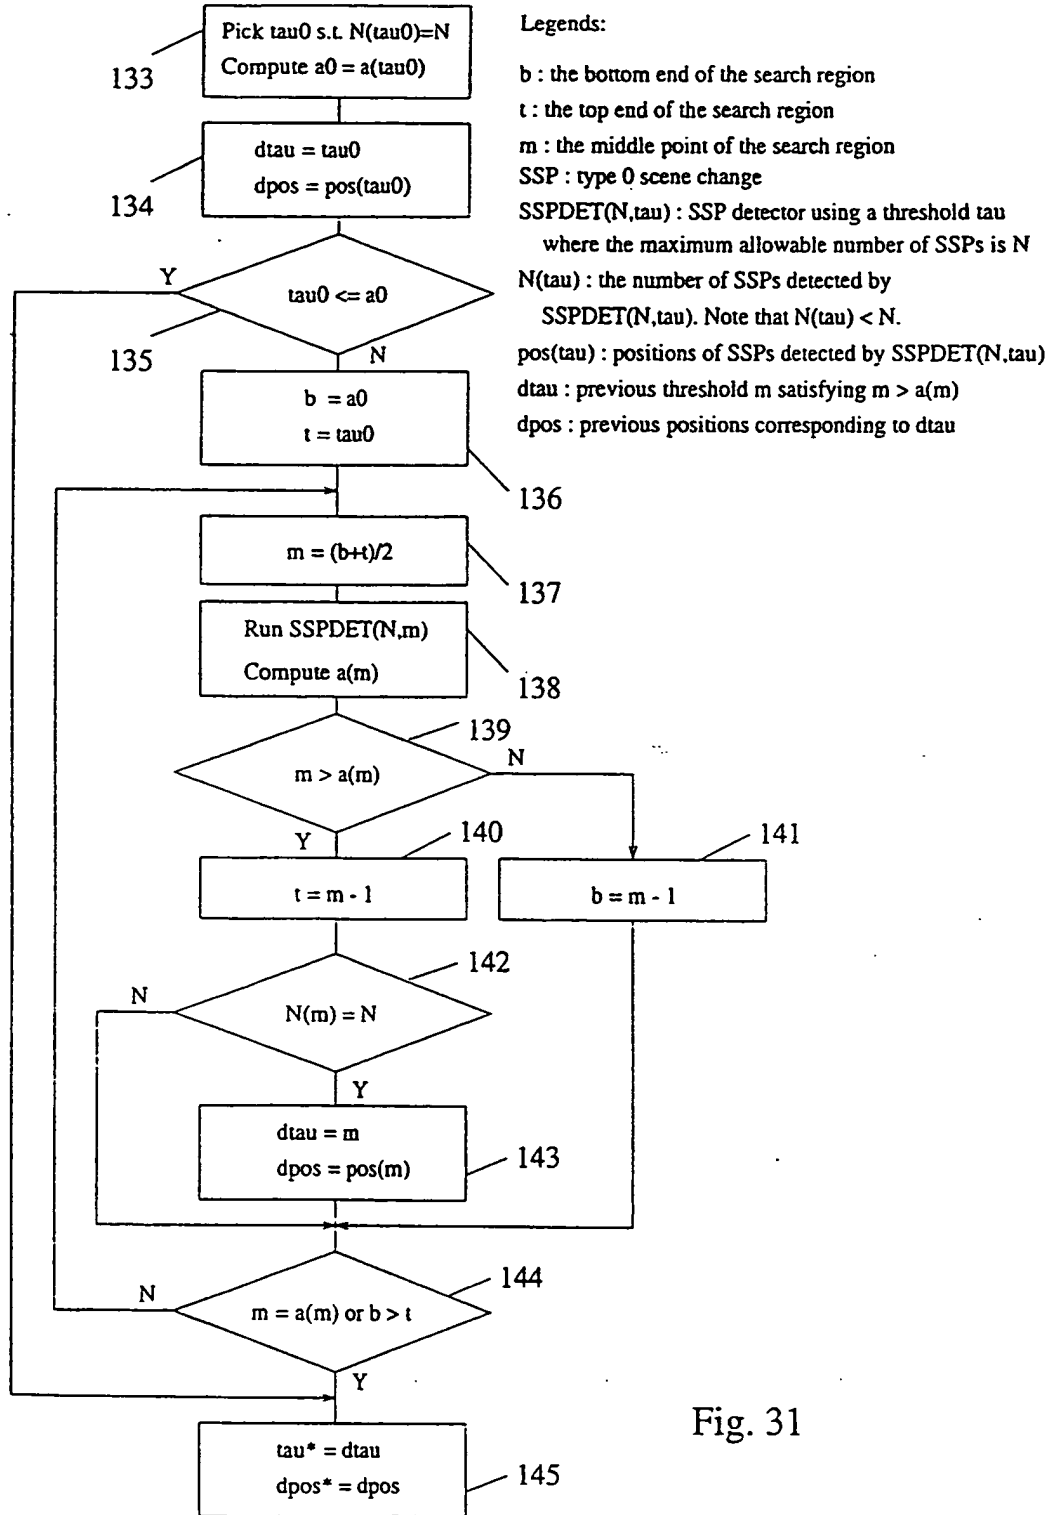 Pick tau0 s.t. N(tau0)=N
Compute a0 = a(tau0)
133
dtau = tau0
dpos = pos(tau0)
134
Y
tau0 <= a0
135
N
b = a0
t = tau0
136
m = (b+t)/2
137
Run SSPDET(N,m)
Compute a(m)
138
139
m > a(m)
N
Y
140
t = m - 1
141
b = m - 1
142
N
N(m) = N
Y
dtau = m
dpos = pos(m)
143
144
N
m = a(m) or b > t
Y
tau* = dtau
dpos* = dpos
145
Legends:
b : the bottom end of the search region
t : the top end of the search region
m : the middle point of the search region
SSP : type 0 scene change
SSPDET(N,tau) : SSP detector using a threshold tau
where the maximum allowable number of SSPs is N
N(tau) : the number of SSPs detected by
SSPDET(N,tau). Note that N(tau) < N.
pos(tau) : positions of SSPs detected by SSPDET(N,tau)
dtau : previous threshold m satisfying m > a(m)
dpos : previous positions corresponding to dtau
Fig. 31